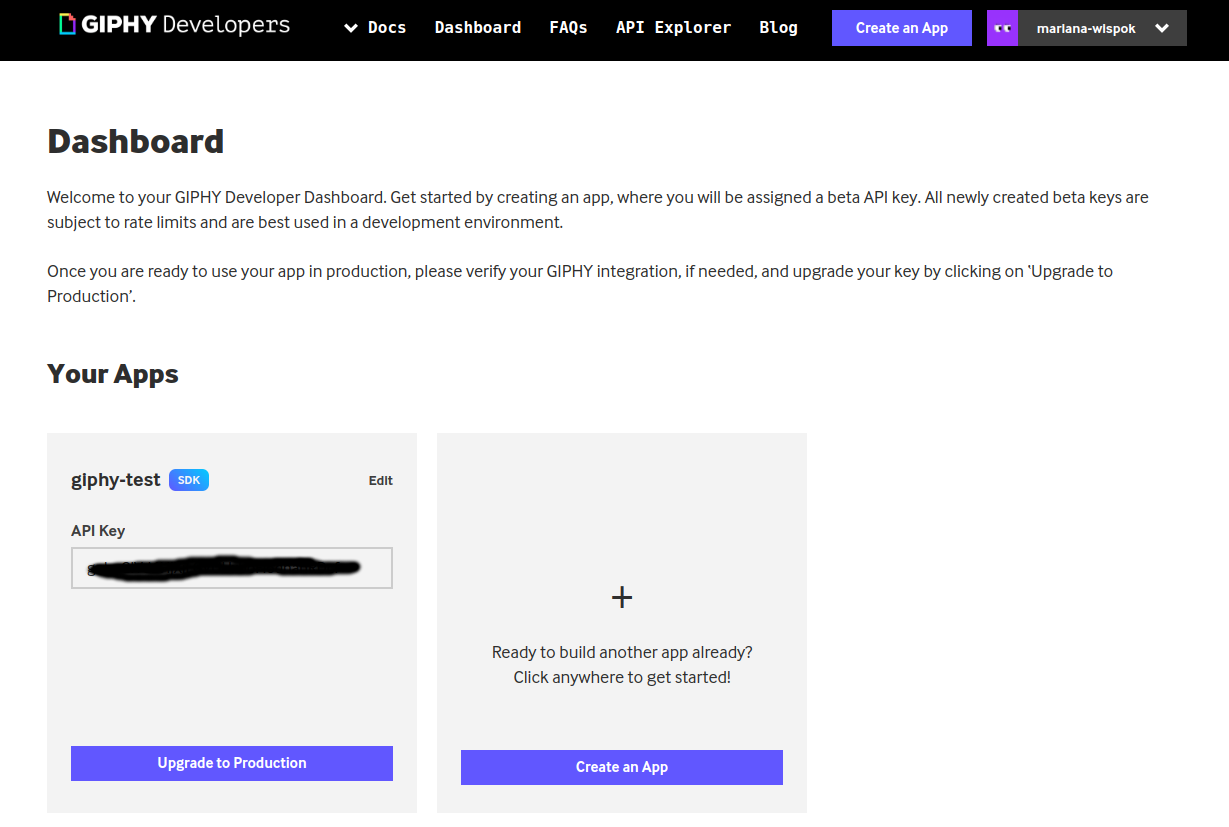 GIPHY Developers
Docs
Dashboard
FAQs
API Explorer
Blog
Create an App
mariana-wispok
Dashboard
Welcome to your GIPHY Developer Dashboard. Get started by creating an app, where you will be assigned a beta API key. All newly created beta keys are
subject to rate limits and are best used in a development environment.
Once you are ready to use your app in production, please verify your GIPHY integration, if needed, and upgrade your key by clicking on ‘Upgrade to
Production’.
Your Apps
giphy-test SDK
Edit
API Key
Upgrade to Production
+
Ready to build another app already?
Click anywhere to get started!
Create an App